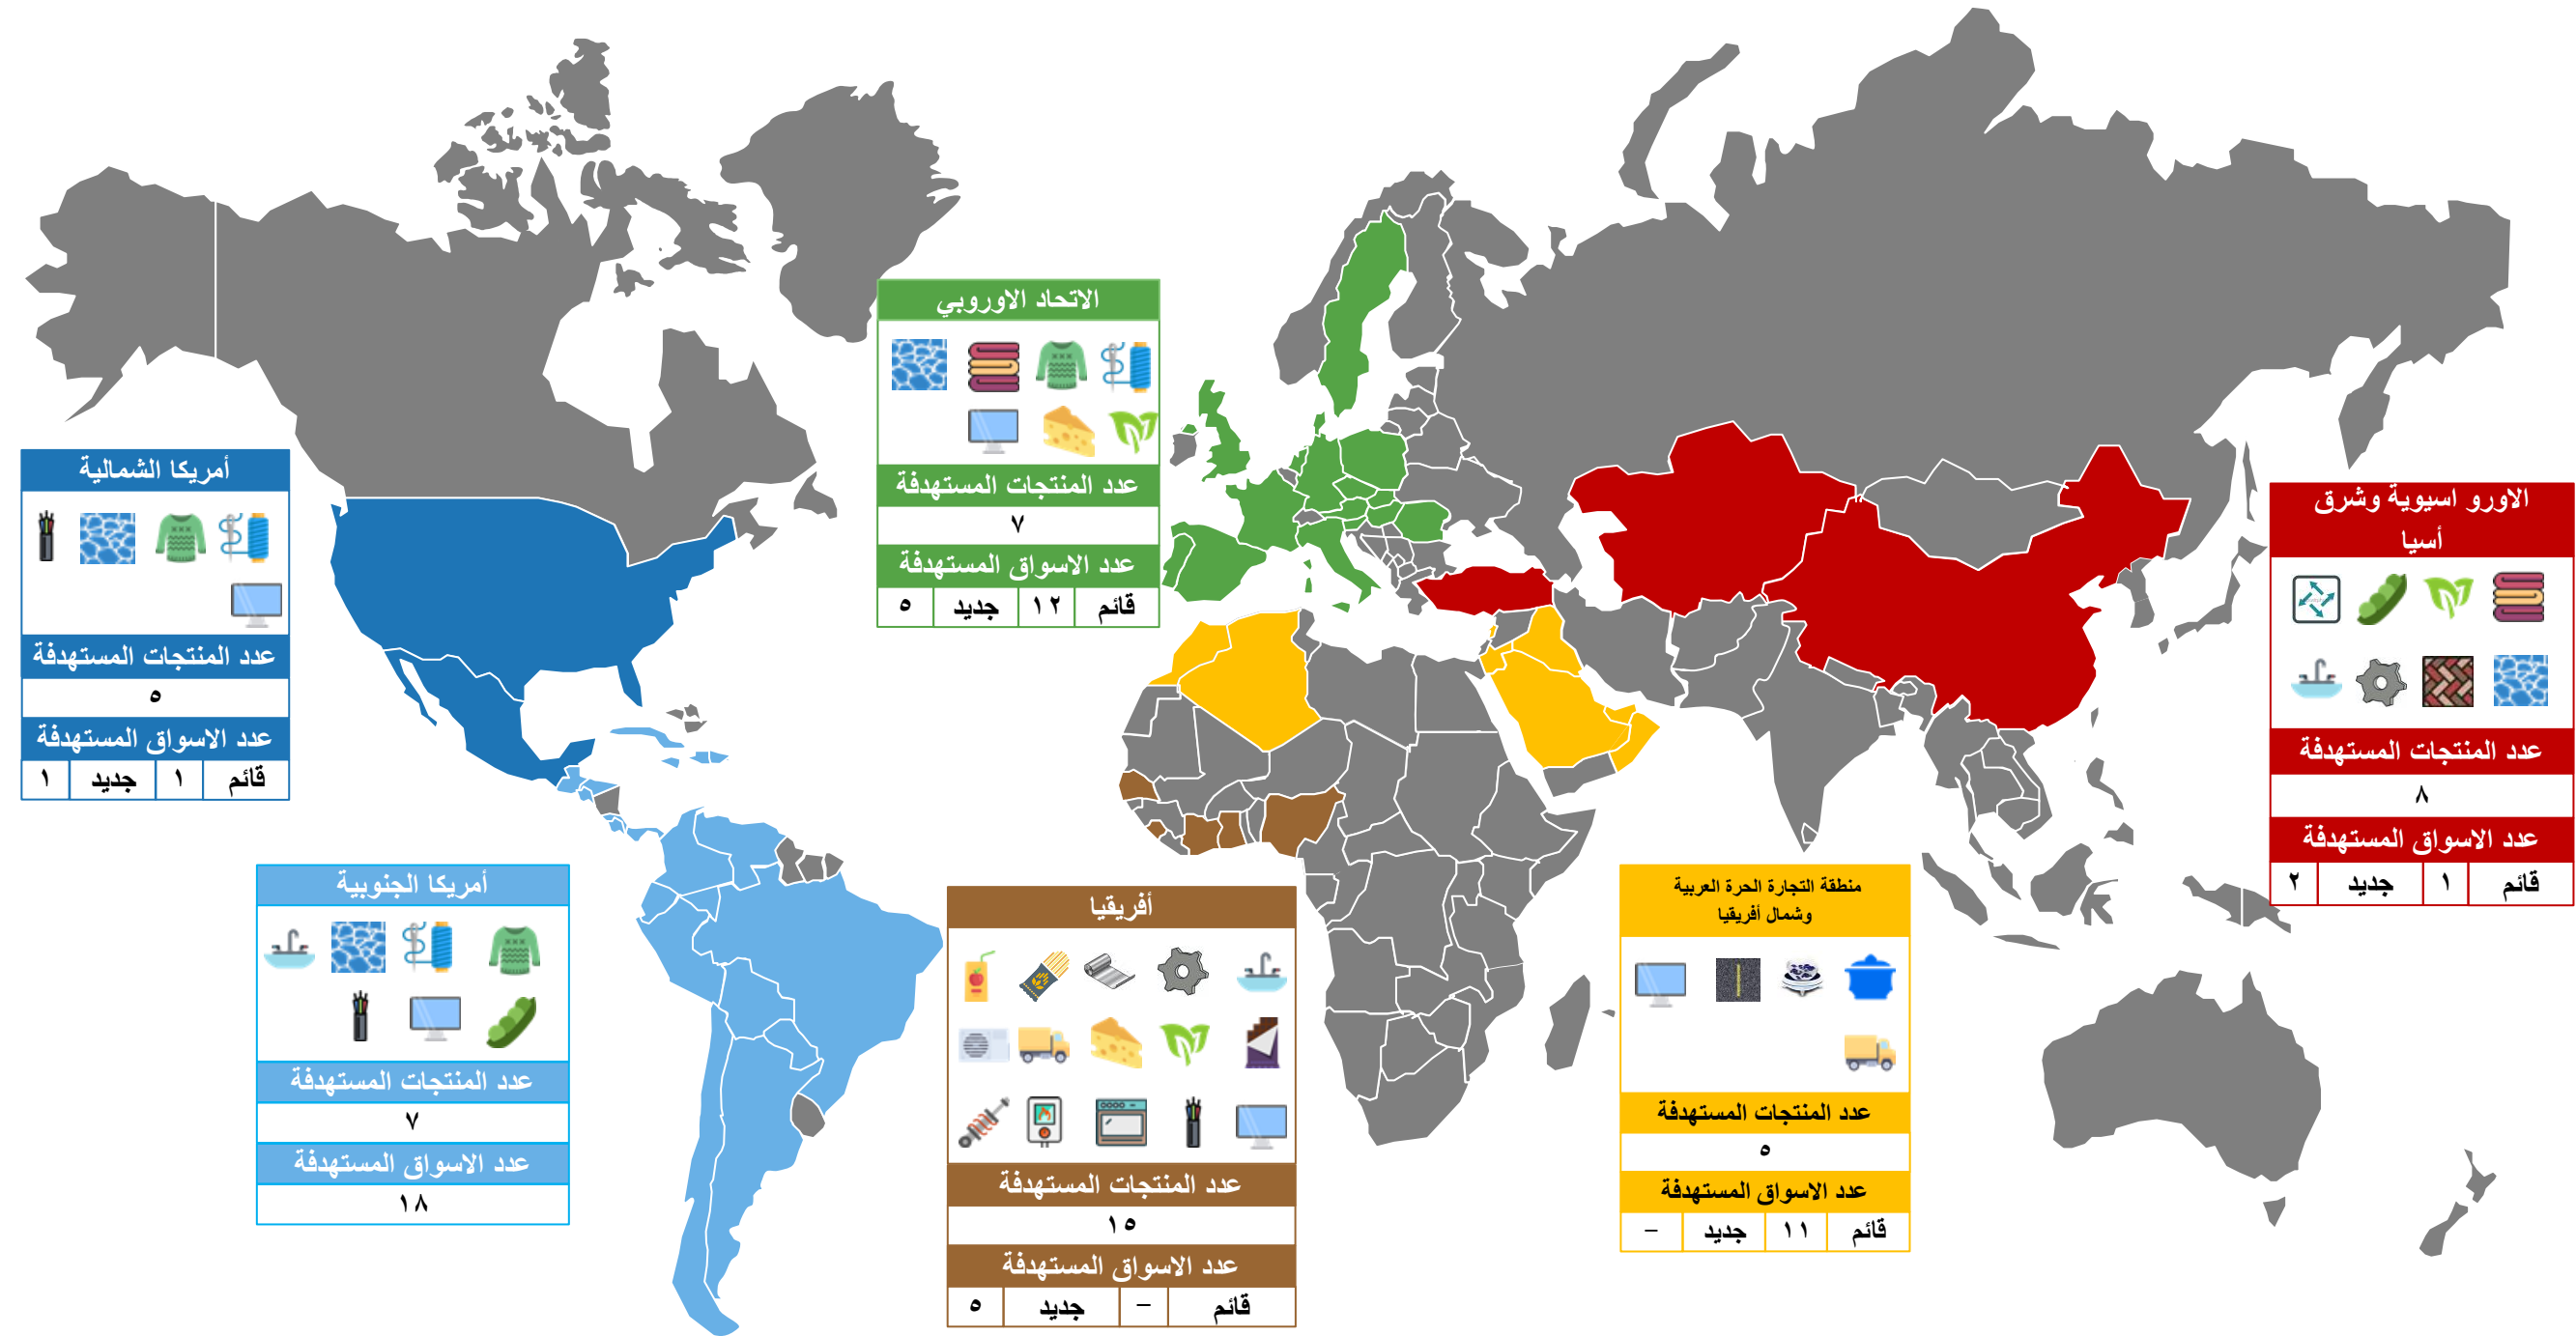 الاتحاد الاوروبي
عدد المنتجات المستهدفة
٧
عدد الاسواق المستهدفة
قائم ١٢ جديد ٥
أمريكا الشمالية
عدد المنتجات المستهدفة
٥
عدد الاسواق المستهدفة
قائم ١ جديد ١
الاورو اسيوية وشرق
أسيا
عدد المنتجات المستهدفة
٨
عدد الاسواق المستهدفة
قائم ١ جديد ٢
أمريكا الجنوبية
عدد المنتجات المستهدفة
٧
عدد الاسواق المستهدفة
١٨
أفريقيا
عدد المنتجات المستهدفة
١٥
عدد الاسواق المستهدفة
قائم – جديد ٥
منطقة التجارة الحرة العربية
وشمال أفريقيا
عدد المنتجات المستهدفة
٥
عدد الاسواق المستهدفة
قائم ١١ جديد –